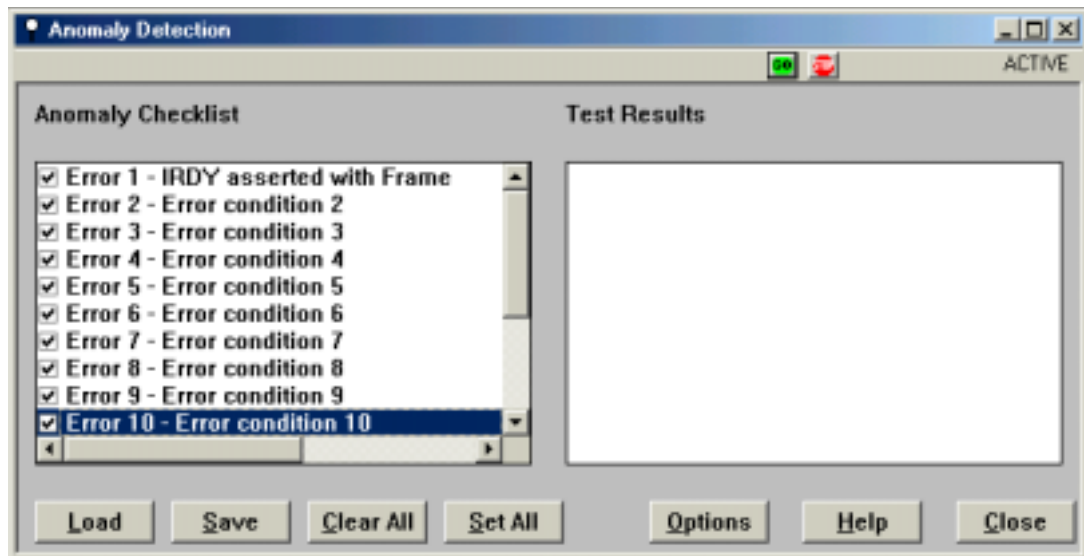 Anomaly Detection
GO STOP ACTIVE
Anomaly Checklist
Test Results
Error 1 - IRDY asserted with Frame
Error 2 - Error condition 2
Error 3 - Error condition 3
Error 4 - Error condition 4
Error 5 - Error condition 5
Error 6 - Error condition 6
Error 7 - Error condition 7
Error 8 - Error condition 8
Error 9 - Error condition 9
Error 10 - Error condition 10
Load Save Clear All Set All Options Help Close